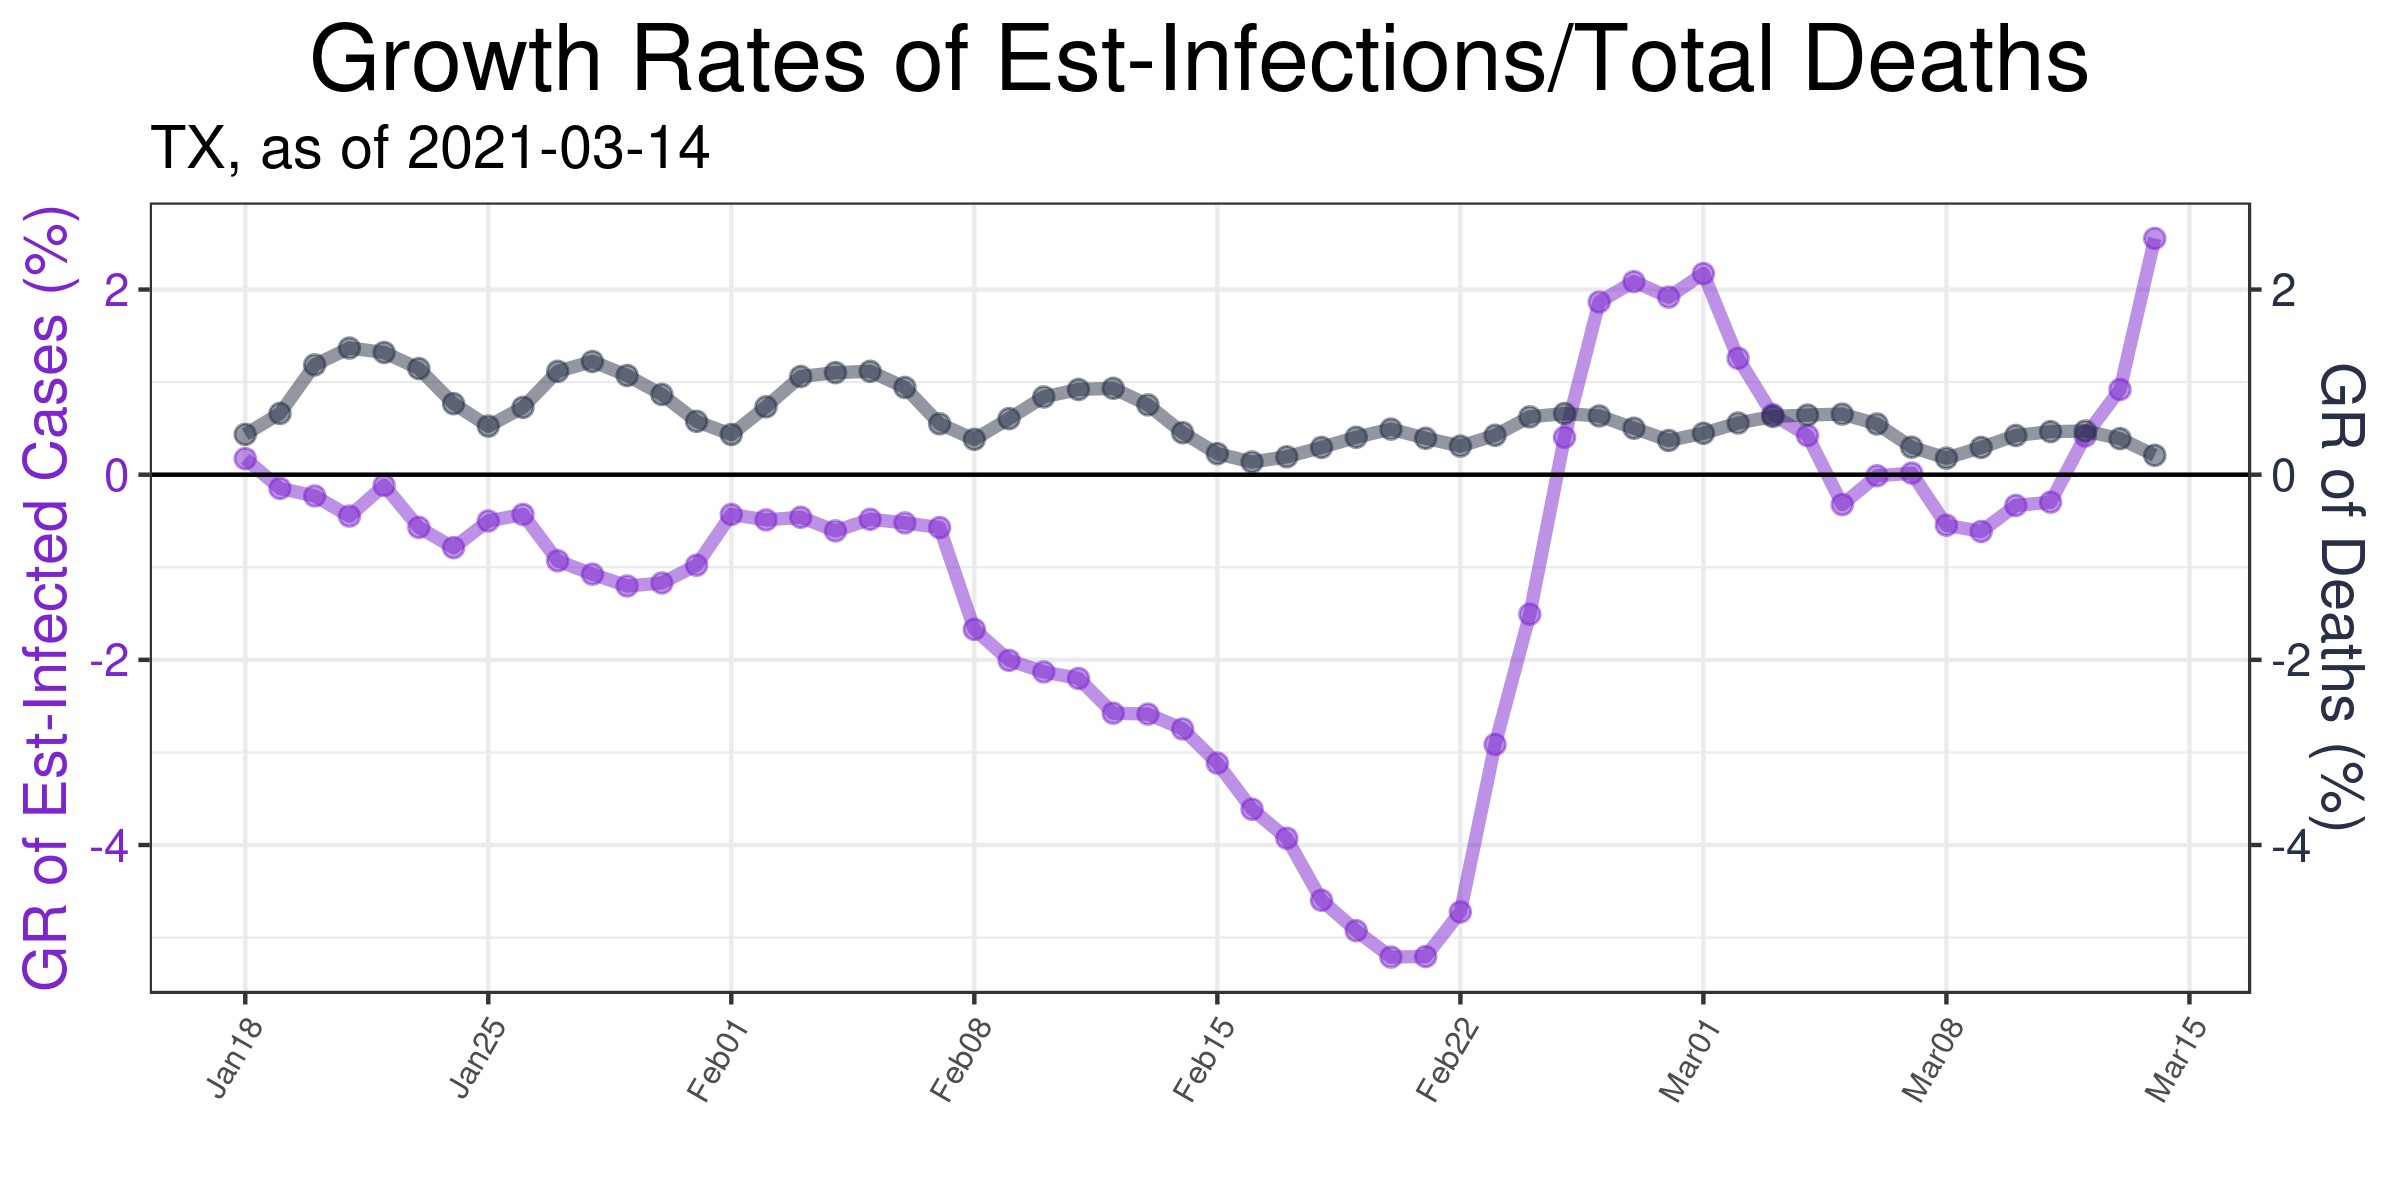 Growth Rates of Est-Infections/Total Deaths
TX, as of 2021-03-14
GR of Est-Infected Cases (%)
2
0
-2
-4
2
0
-2
-4
GR of Deaths (%)
Jan18
Jan25
Feb01
Feb08
Feb15
Feb22
Mar01
Mar08
Mar15